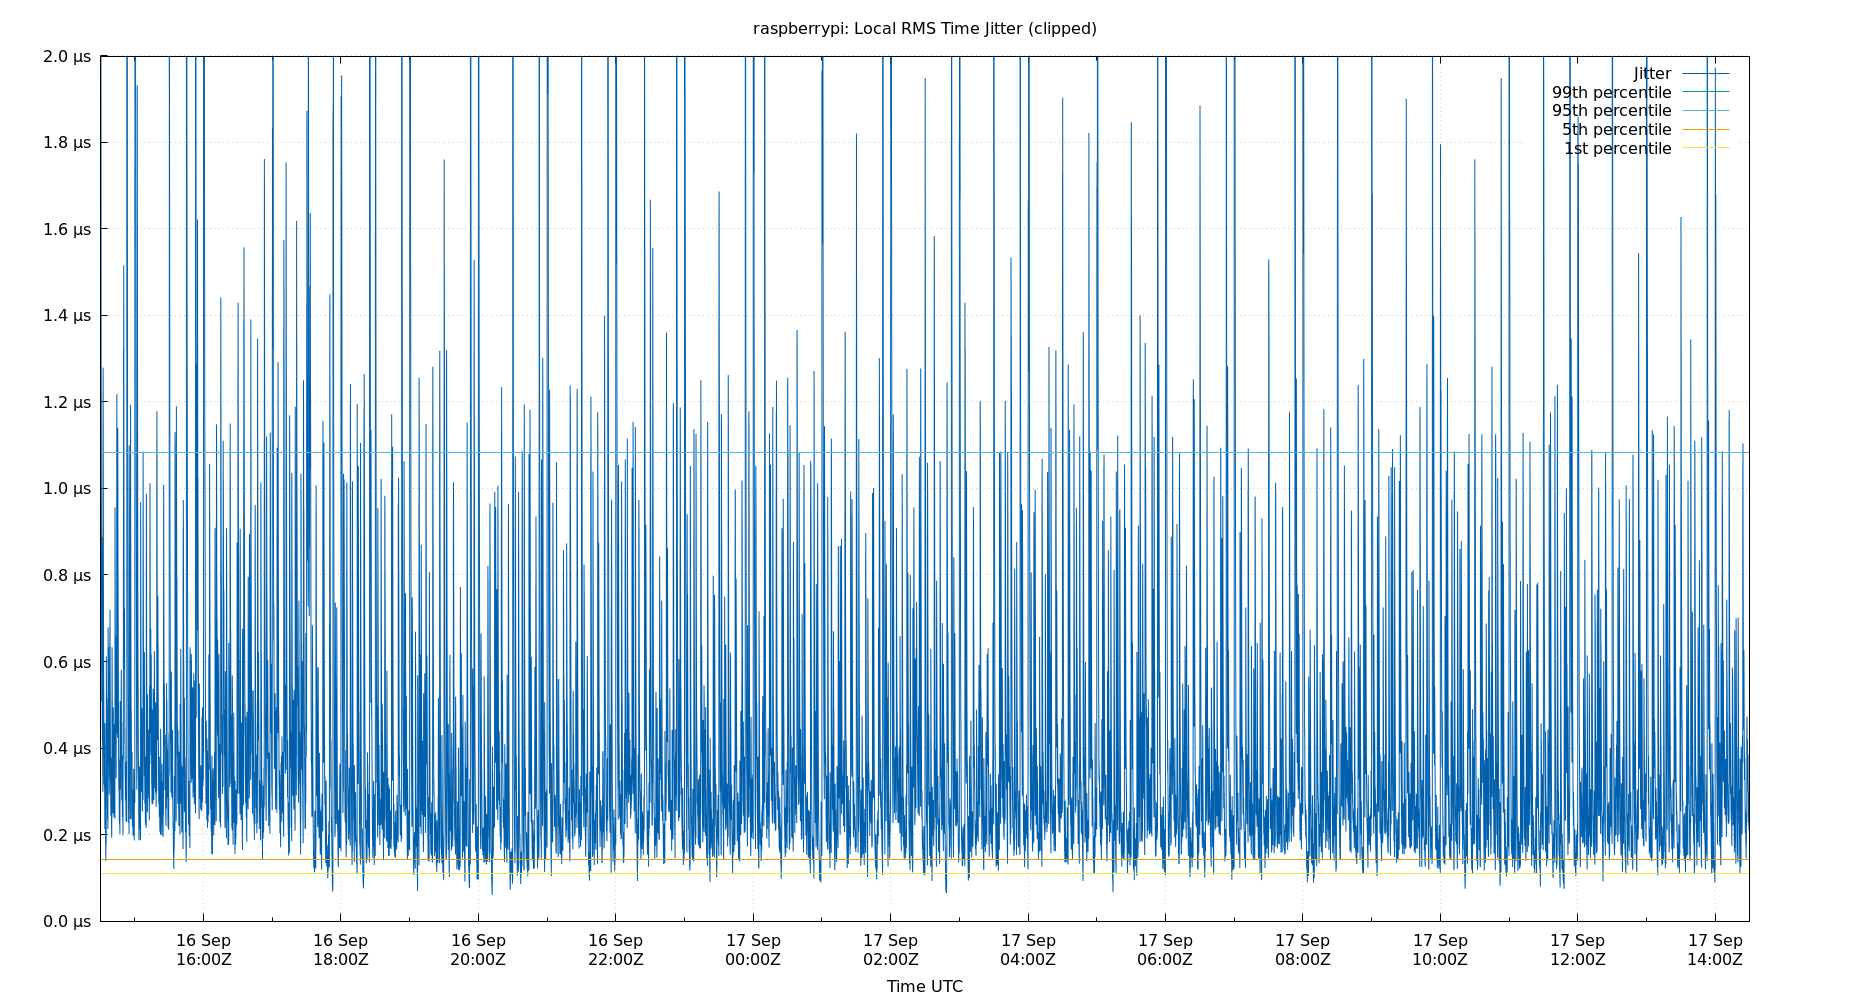 raspberrypi: Local RMS Time Jitter (clipped)
2.0 µs
1.8 µs
1.6 µs
1.4 µs
1.2 µs
1.0 µs
0.8 µs
0.6 µs
0.4 µs
0.2 µs
0.0 µs
Jitter
99th percentile
95th percentile
5th percentile
1st percentile
16 Sep 16 Sep 16 Sep 16 Sep 17 Sep 17 Sep 17 Sep 17 Sep 17 Sep 17 Sep 17 Sep 17 Sep
16:00Z 18:00Z 20:00Z 22:00Z 00:00Z 02:00Z 04:00Z 06:00Z 08:00Z 10:00Z 12:00Z 14:00Z
Time UTC